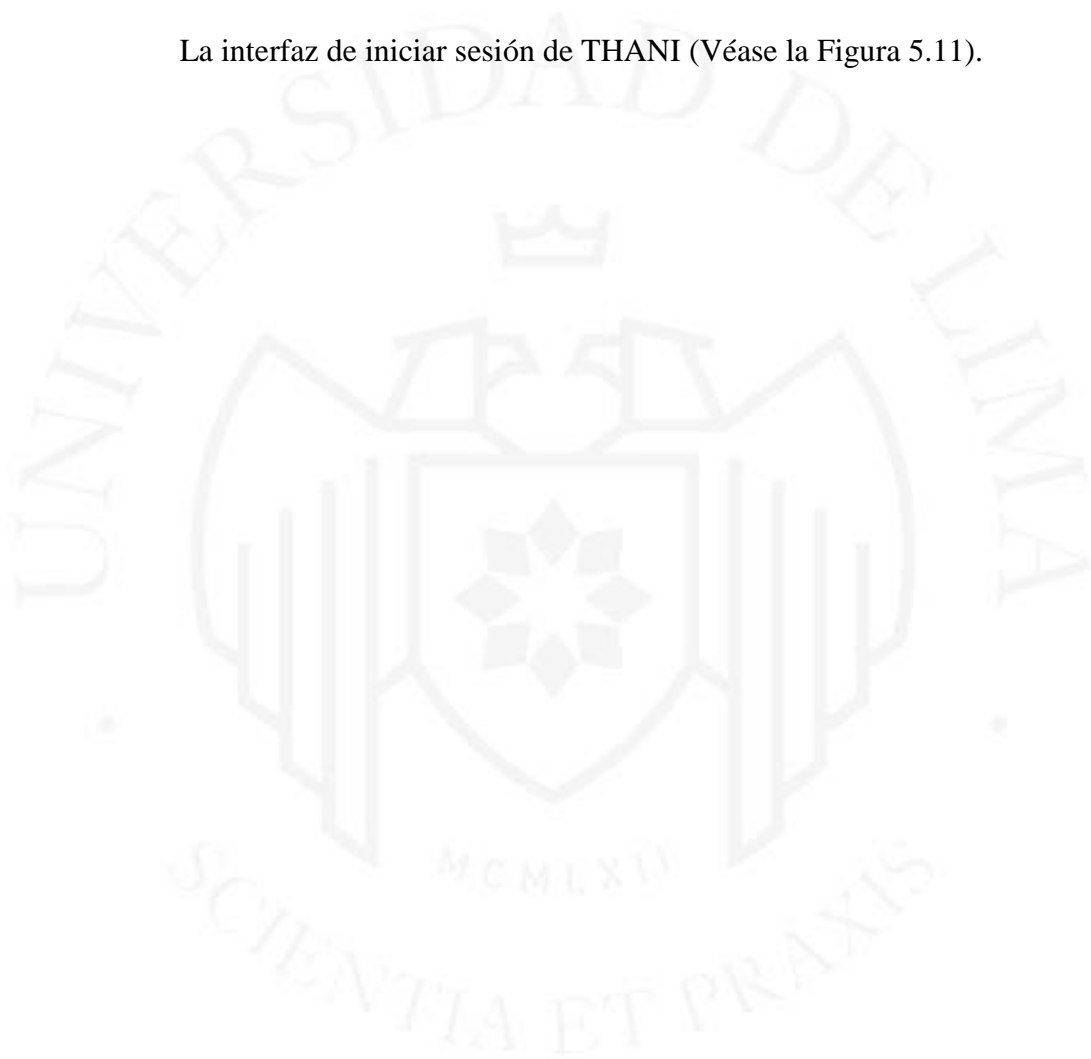 La interfaz de iniciar sesión de THANI (Véase la Figura 5.11).
UNIVERSIDAD DE LIMA
MCMLXII
SCIENTIA ET PRAXIS